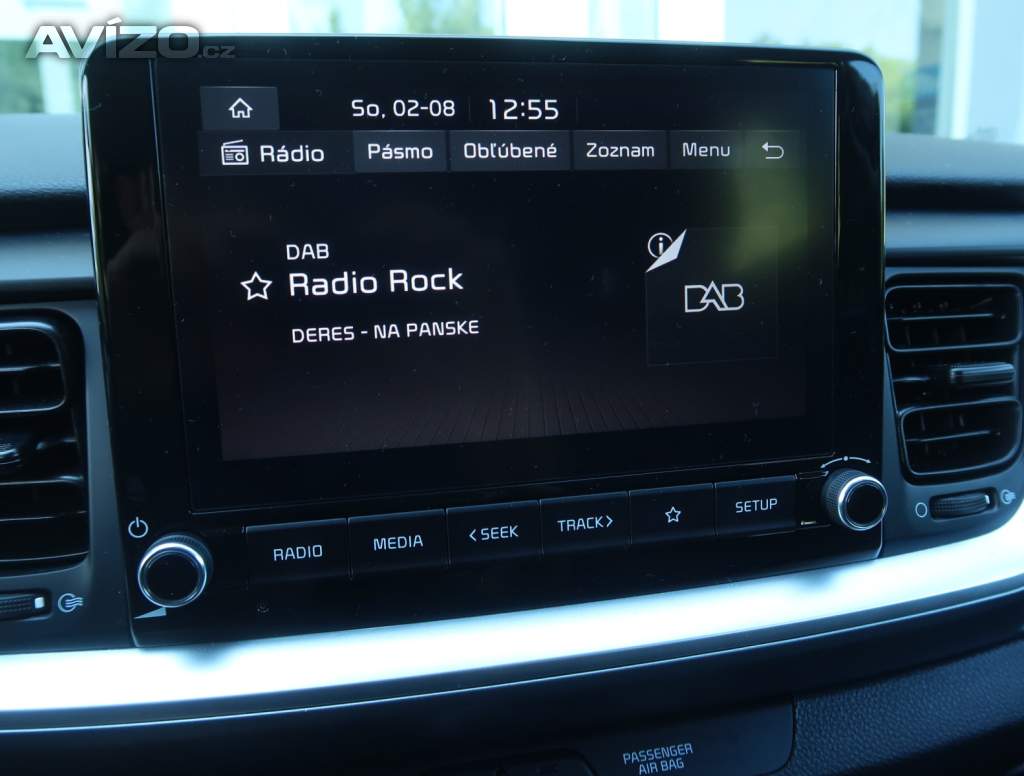 AVÍZO.cz
So, 02-08 12:55
Rádio Pásmo Obľúbené Zoznam Menu
DAB
Radio Rock
DERES - NA PANSKE
DAB
RADIO MEDIA < SEEK TRACK > SETUP
PASSENGER
AIR BAG